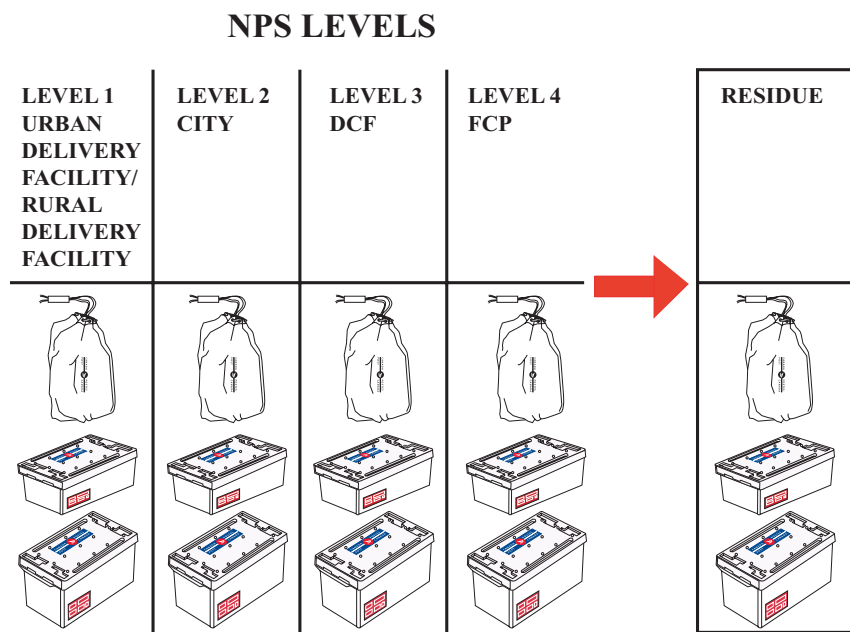 NPS LEVELS
LEVEL 1
URBAN
DELIVERY
FACILITY/
RURAL
DELIVERY
FACILITY
LEVEL 2
CITY
LEVEL 3
DCF
LEVEL 4
FCP
RESIDUE